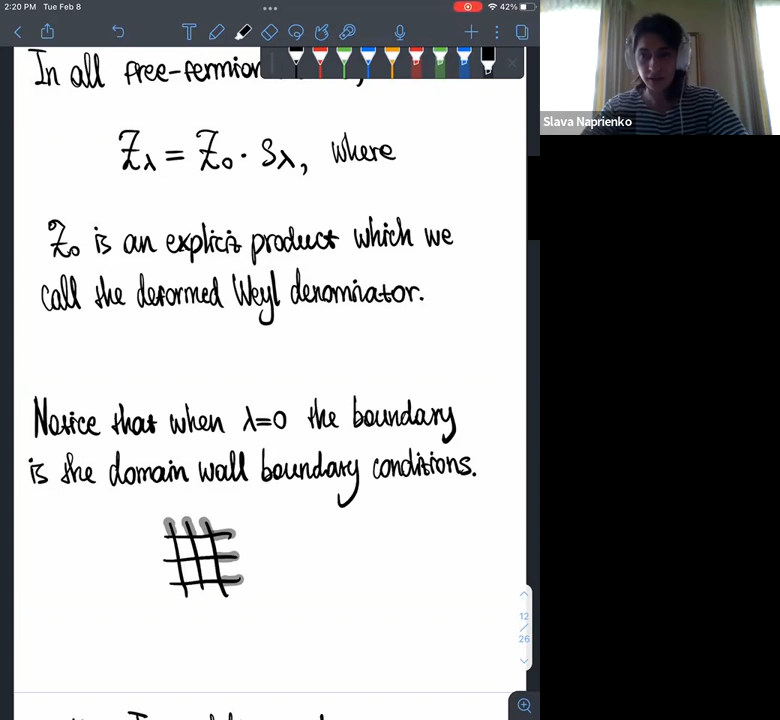 2:20 PM Tue Feb 8
42%
In all free-fermion
Zλ = Z₀ · sλ, where
Z₀ is an explicit product which we
call the deformed Weyl denominator.
Notice that when λ=0 the boundary
is the domain wall boundary conditions.
12
26
Slava Naprienko